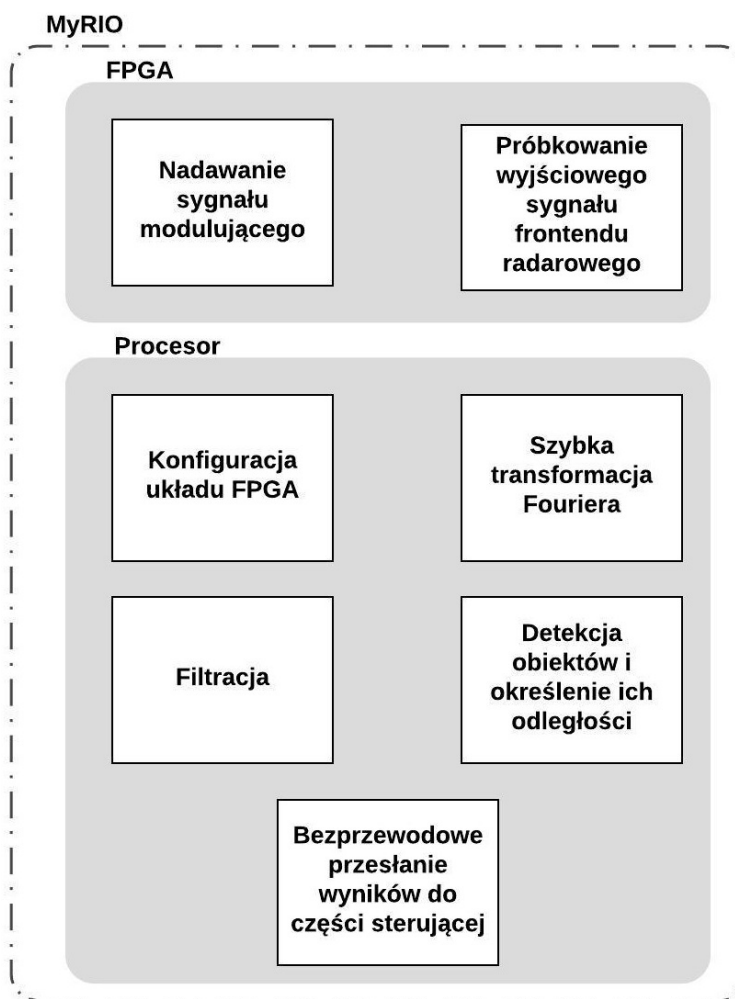 MyRIO
FPGA
Nadawanie
sygnału
modulującego
Próbkowanie
wyjściowego
sygnału
frontendu
radarowego
Procesor
Konfiguracja
układu FPGA
Szybka
transformacja
Fouriera
Filtracja
Detekcja
obiektów i
określenie ich
odległości
Bezprzewodowe
przesłanie
wyników do
części sterującej